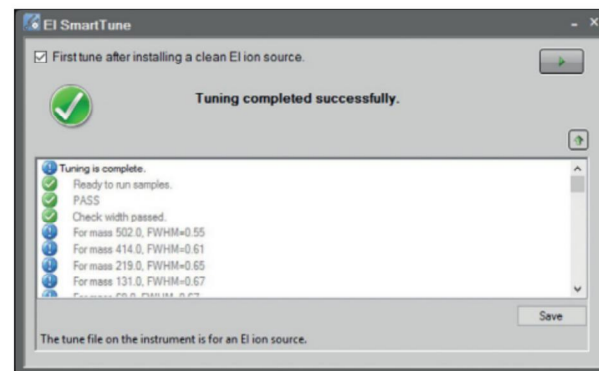 EI SmartTune
First tune after installing a clean EI ion source.
Tuning completed successfully.
Tuning is complete.
Ready to run samples.
PASS
Check width passed.
For mass 502.0, FWHM=0.55
For mass 414.0, FWHM=0.61
For mass 219.0, FWHM=0.65
For mass 131.0, FWHM=0.67
Save
The tune file on the instrument is for an EI ion source.